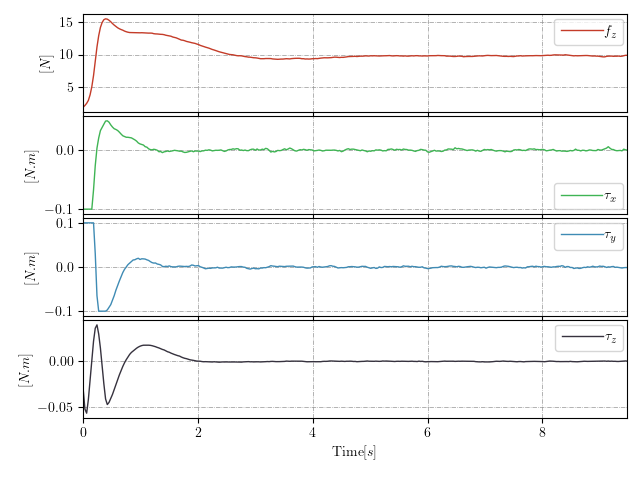 15
10
5
[N]
f_z
0.0
−0.1
[N.m]
τ_x
0.1
0.0
−0.1
[N.m]
τ_y
0.00
−0.05
[N.m]
τ_z
0 2 4 6 8
Time[s]